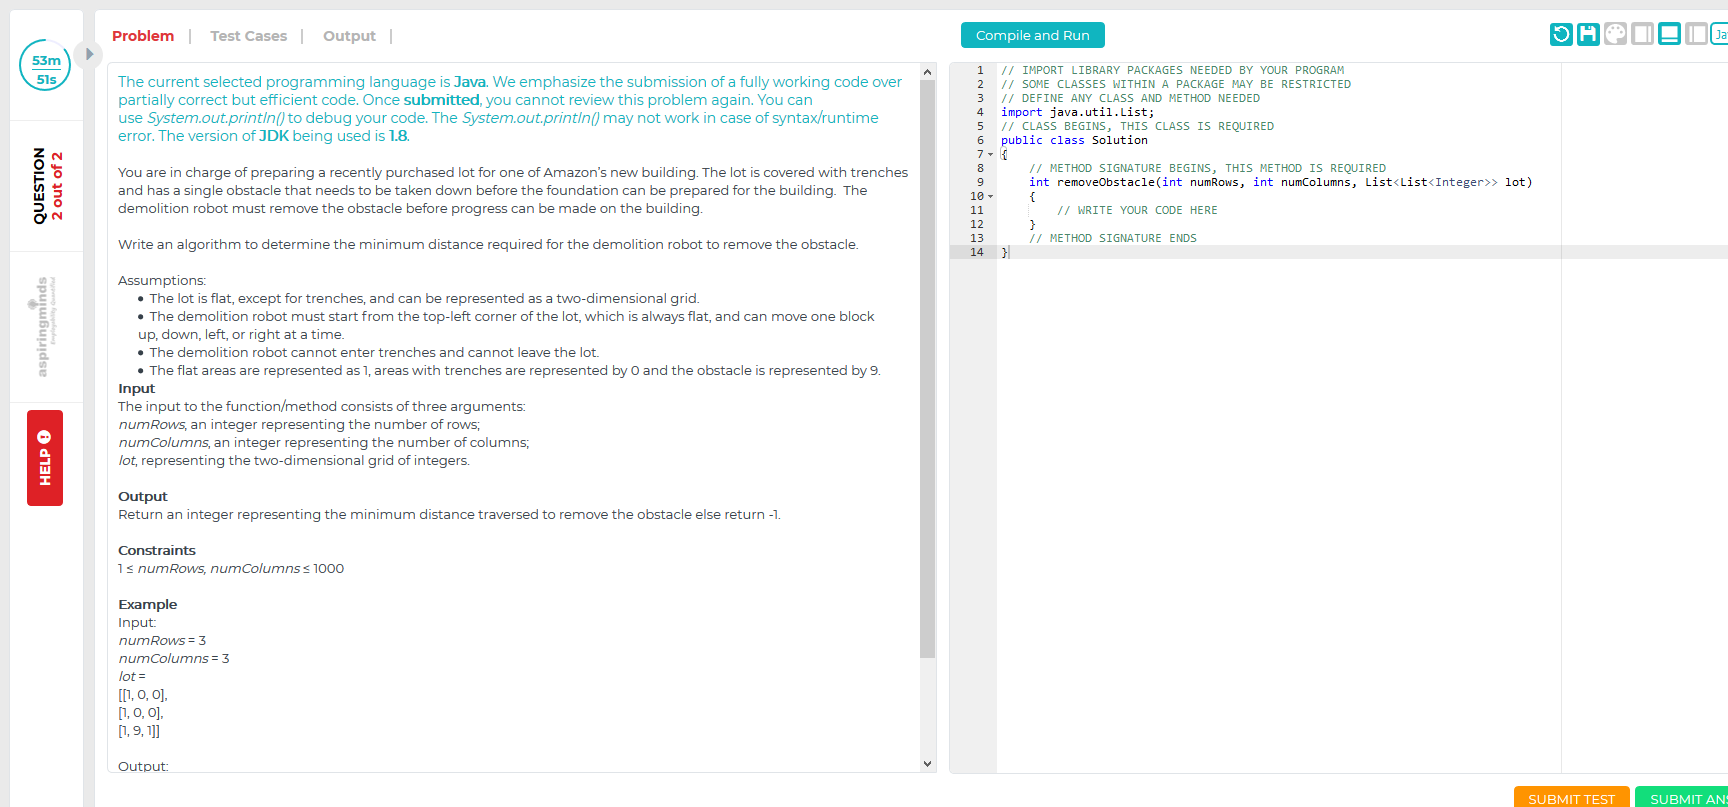 53m
51s
QUESTION
2 out of 2
aspiringminds
HELP
Problem | Test Cases | Output |
The current selected programming language is Java. We emphasize the submission of a fully working code over
partially correct but efficient code. Once submitted, you cannot review this problem again. You can
use System.out.println() to debug your code. The System.out.println() may not work in case of syntax/runtime
error. The version of JDK being used is 1.8.
You are in charge of preparing a recently purchased lot for one of Amazon's new building. The lot is covered with trenches
and has a single obstacle that needs to be taken down before the foundation can be prepared for the building. The
demolition robot must remove the obstacle before progress can be made on the building.
Write an algorithm to determine the minimum distance required for the demolition robot to remove the obstacle.
Assumptions:
• The lot is flat, except for trenches, and can be represented as a two-dimensional grid.
• The demolition robot must start from the top-left corner of the lot, which is always flat, and can move one block
up, down, left, or right at a time.
• The demolition robot cannot enter trenches and cannot leave the lot.
• The flat areas are represented as 1, areas with trenches are represented by 0 and the obstacle is represented by 9.
Input
The input to the function/method consists of three arguments:
numRows, an integer representing the number of rows;
numColumns, an integer representing the number of columns;
lot, representing the two-dimensional grid of integers.
Output
Return an integer representing the minimum distance traversed to remove the obstacle else return -1.
Constraints
1 ≤ numRows, numColumns ≤ 1000
Example
Input:
numRows = 3
numColumns = 3
lot =
[[1, 0, 0],
[1, 0, 0],
[1, 9, 1]]
Output:
Compile and Run
Ja
1 // IMPORT LIBRARY PACKAGES NEEDED BY YOUR PROGRAM
2 // SOME CLASSES WITHIN A PACKAGE MAY BE RESTRICTED
3 // DEFINE ANY CLASS AND METHOD NEEDED
4 import java.util.List;
5 // CLASS BEGINS, THIS CLASS IS REQUIRED
6 public class Solution
7 {
8 // METHOD SIGNATURE BEGINS, THIS METHOD IS REQUIRED
9 int removeObstacle(int numRows, int numColumns, List<List<Integer>> lot)
10 {
11 // WRITE YOUR CODE HERE
12 }
13 // METHOD SIGNATURE ENDS
14 }
SUBMIT TEST
SUBMIT AN